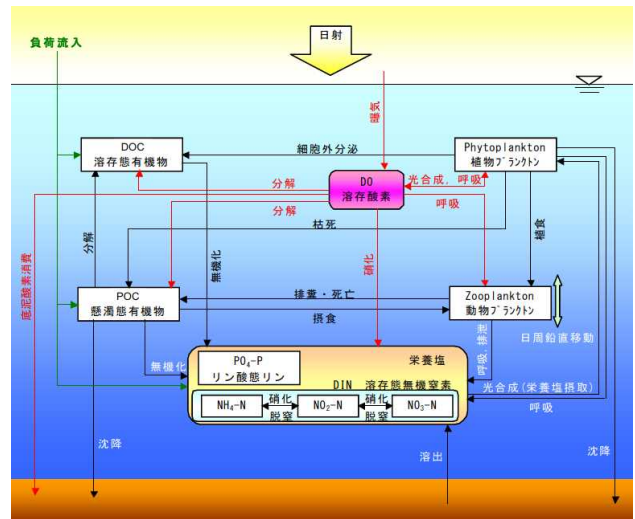 負荷流入
日射
曝気
DOC
溶存態有機物
細胞外分泌
Phytoplankton
植物プランクトン
DO
溶存酸素
分解
光合成，呼吸
分解
呼吸
枯死
植食
分解
無機化
硝化
底泥酸素消費
POC
懸濁態有機物
排糞・死亡
摂食
Zooplankton
動物プランクトン
日周鉛直移動
無機化
呼吸，排泄
PO4-P
リン酸態リン
栄養塩
DIN 溶存態無機窒素
光合成(栄養塩摂取)
NH4-N
硝化
脱窒
NO2-N
硝化
脱窒
NO3-N
呼吸
沈降
溶出
沈降